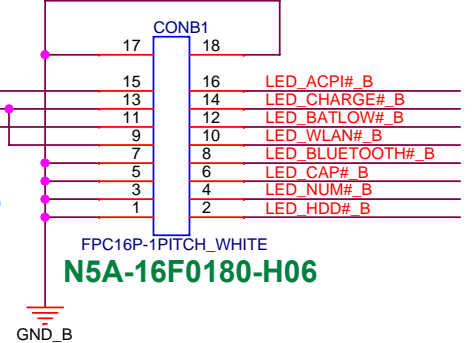 CONB1
17 18
15 16 LED_ACPI#_B
13 14 LED_CHARGE#_B
11 12 LED_BATLOW#_B
9 10 LED_WLAN#_B
7 8 LED_BLUETOOTH#_B
5 6 LED_CAP#_B
3 4 LED_NUM#_B
1 2 LED_HDD#_B
FPC16P-1PITCH_WHITE
N5A-16F0180-H06
GND_B